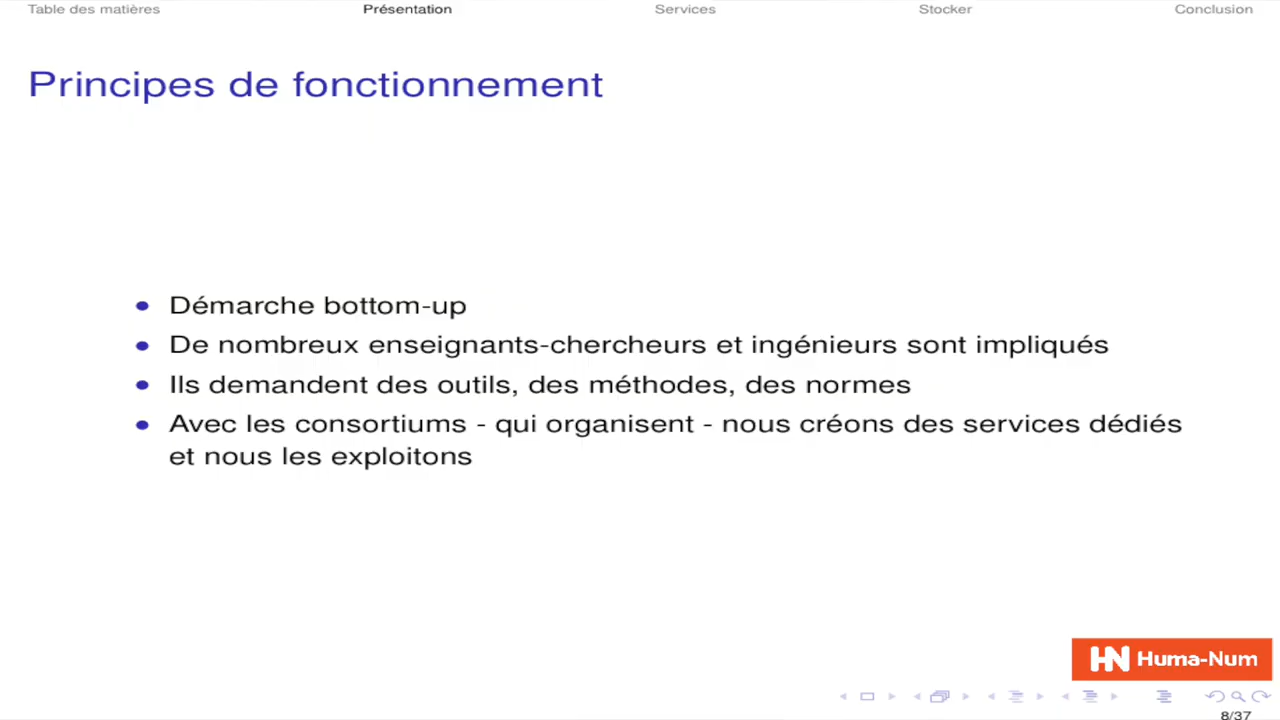 Table des matières Présentation Services Stocker Conclusion
Principes de fonctionnement
Démarche bottom-up
De nombreux enseignants-chercheurs et ingénieurs sont impliqués
Ils demandent des outils, des méthodes, des normes
Avec les consortiums - qui organisent - nous créons des services dédiés
et nous les exploitons
HN Huma-Num
8/37